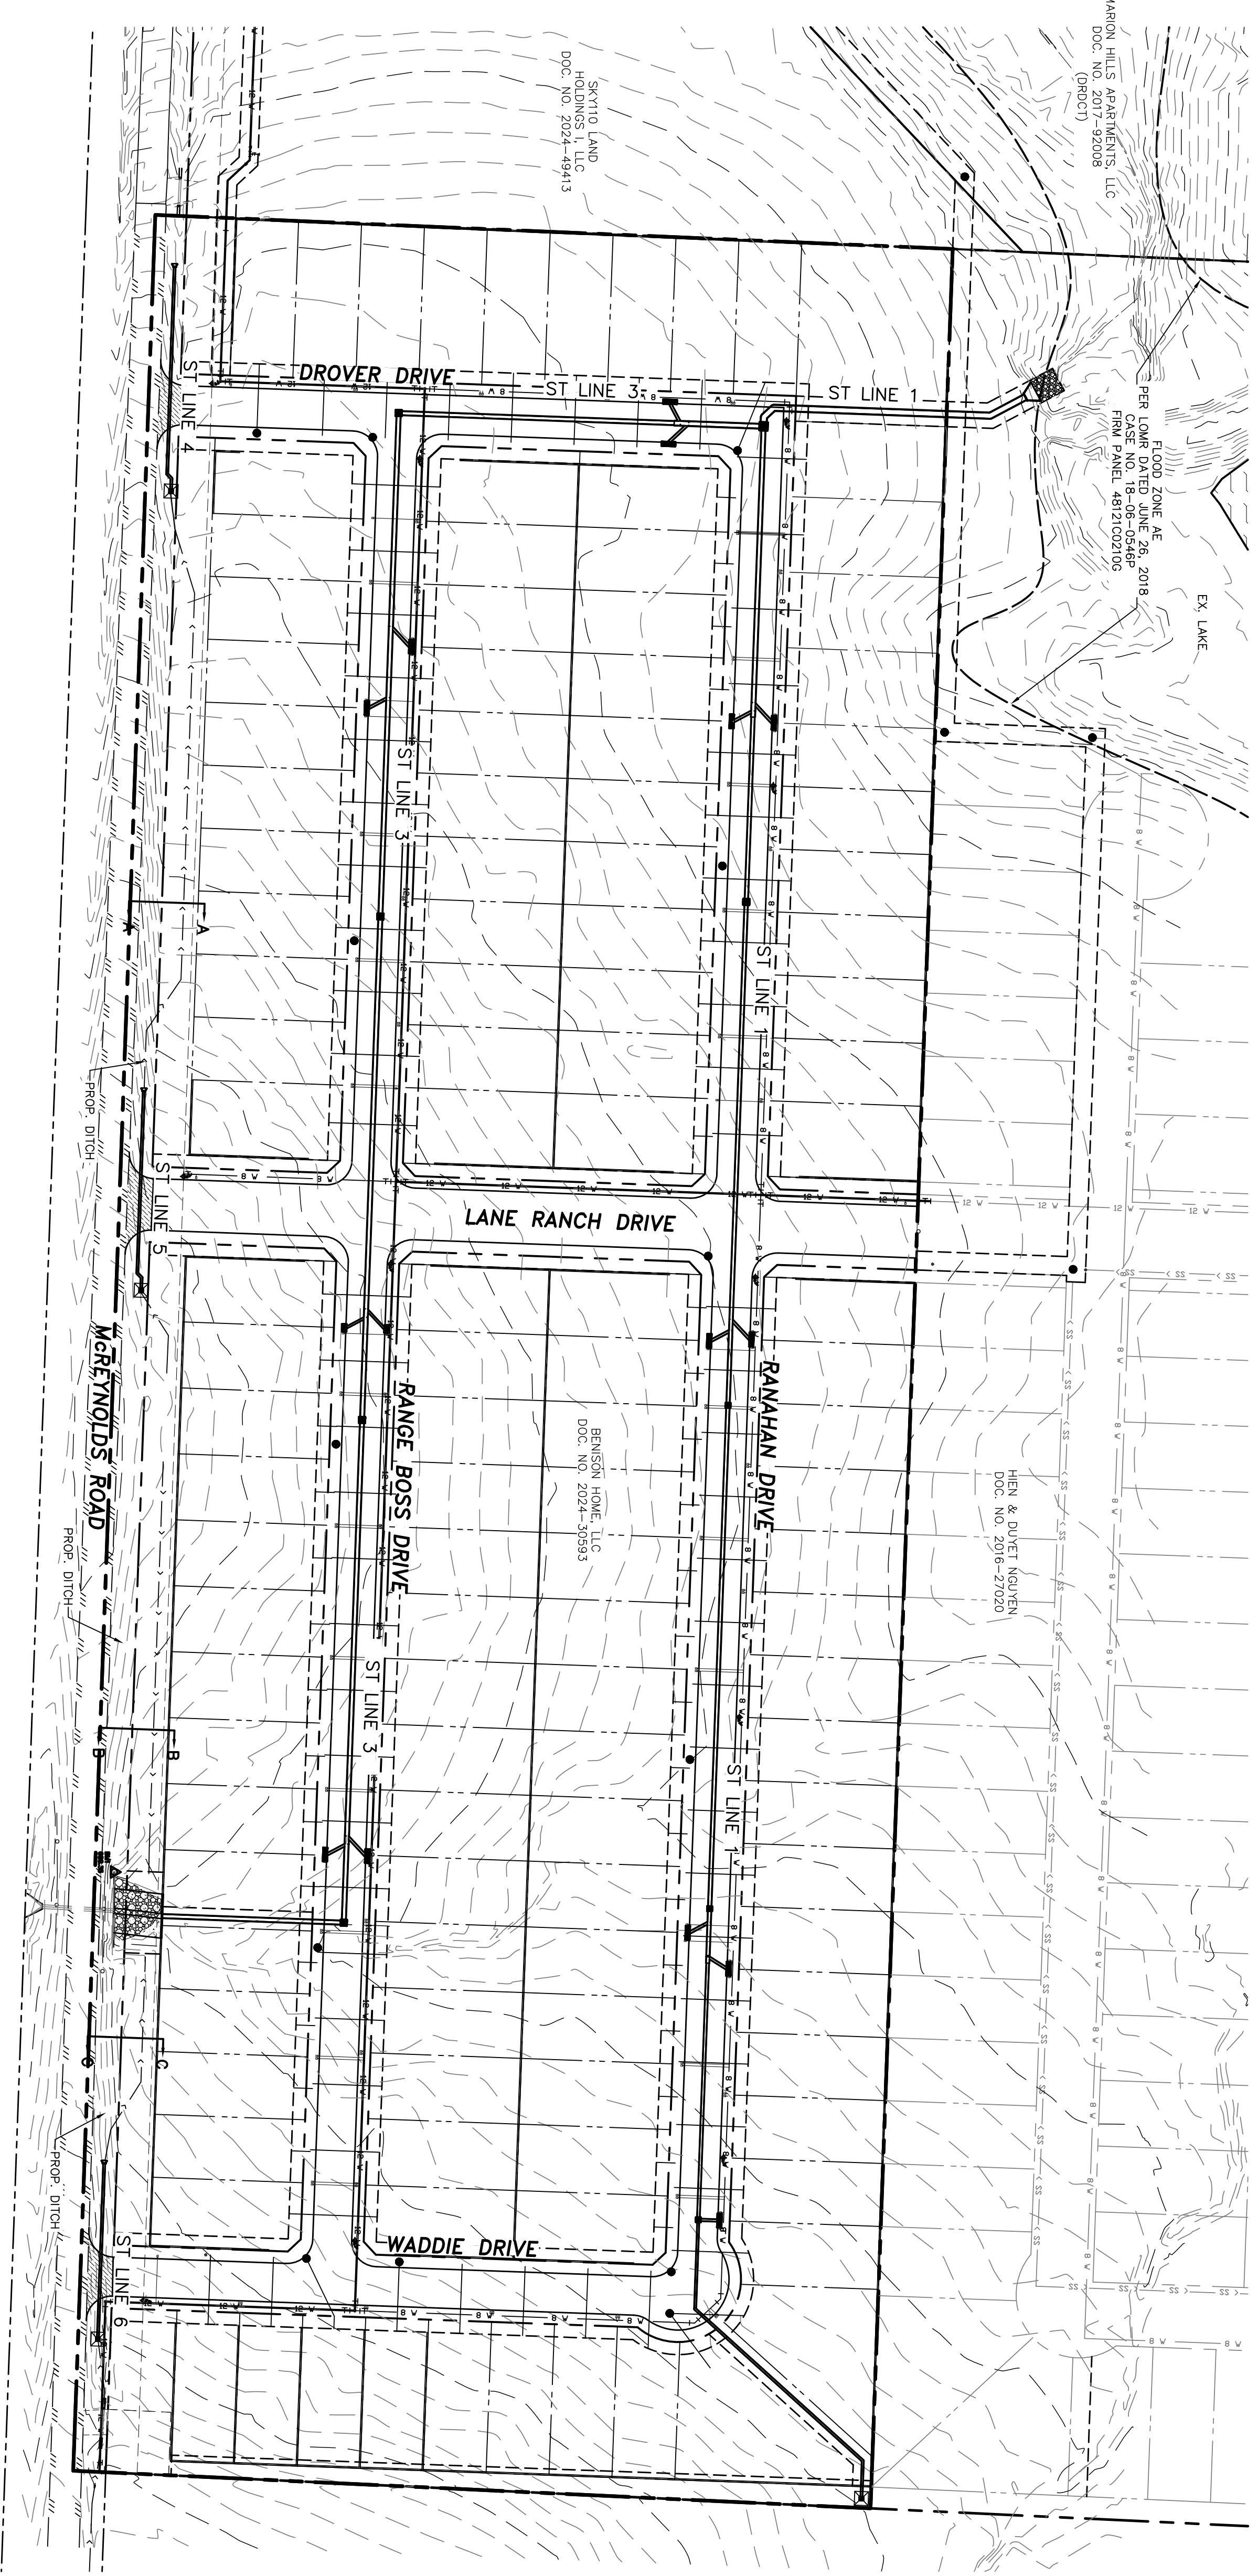 MARION HILLS APARTMENTS, LLC
DOC. NO. 2017-92008
(DRDCT)
SKY110 LAND
HOLDINGS I, LLC
DOC. NO. 2024-49413
FLOOD ZONE AE
PER LOMR DATED JUNE 26, 2018
CASE NO. 18-06-0546P
FIRM PANEL 48121C0210G
EX. LAKE
DROVER DRIVE
ST LINE 3
ST LINE 1
ST LINE 4
ST LINE 3
ST LINE 1
A
A
PROP. DITCH
ST LINE 5
LANE RANCH DRIVE
McREYNOLDS ROAD
RANGE BOSS DRIVE
RANAHAN DRIVE
BENISON HOME, LLC
DOC. NO. 2024-30593
HIEN & DUYET NGUYEN
DOC. NO. 2016-27020
PROP. DITCH
ST LINE 3
ST LINE 1
B
B
C
C
PROP. DITCH
WADDIE DRIVE
ST LINE 6
12 W
8 W
SS